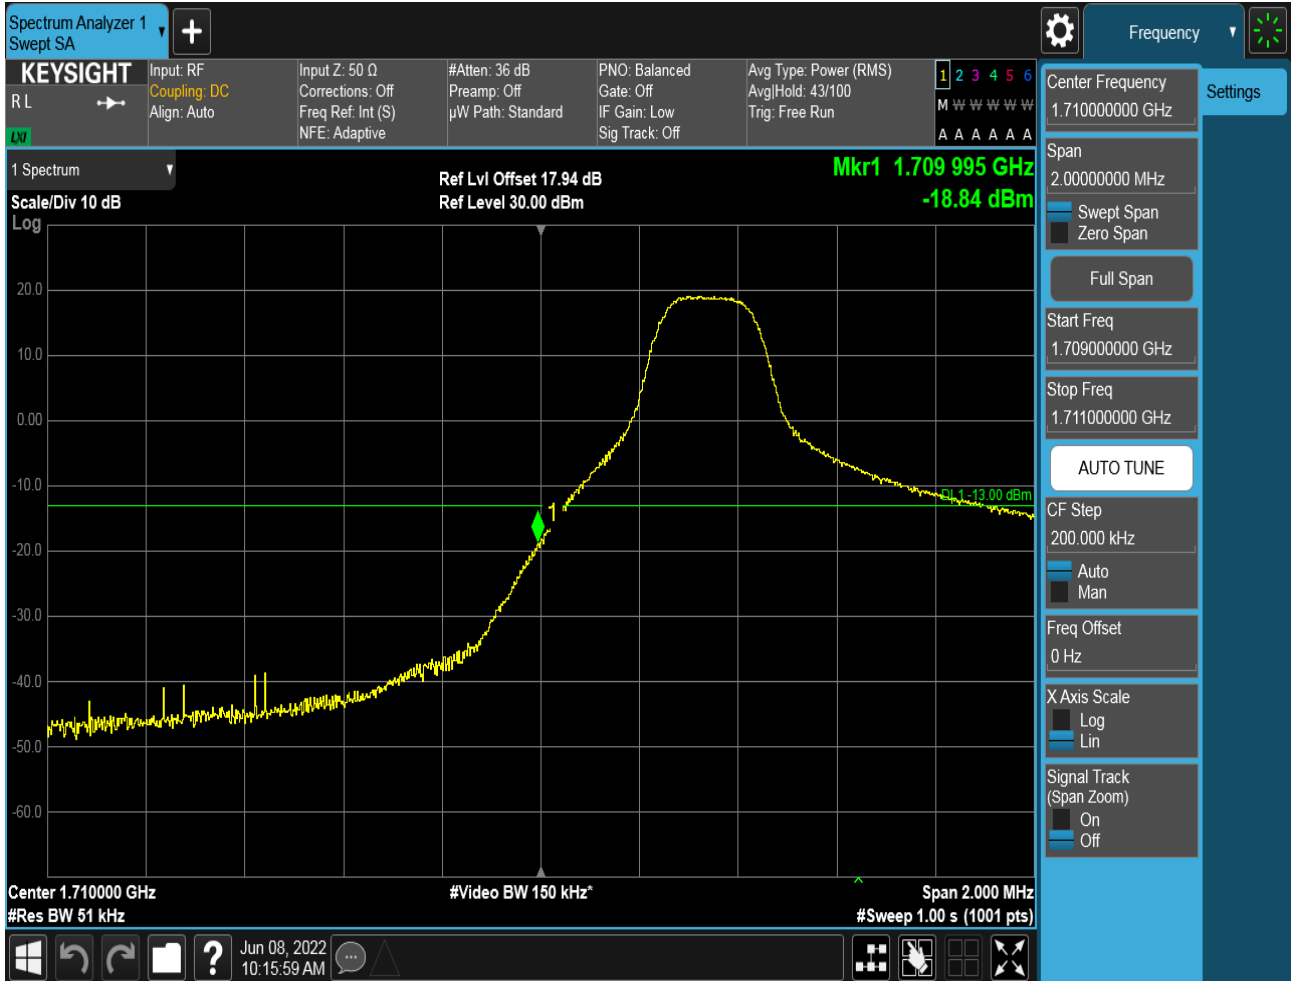 Spectrum Analyzer 1
Swept SA
Frequency
KEYSIGHT
R L
LXI
Input: RF
Coupling: DC
Align: Auto
Input Z: 50 Ω
Corrections: Off
Freq Ref: Int (S)
NFE: Adaptive
#Atten: 36 dB
Preamp: Off
µW Path: Standard
PNO: Balanced
Gate: Off
IF Gain: Low
Sig Track: Off
Avg Type: Power (RMS)
Avg|Hold: 43/100
Trig: Free Run
1 2 3 4 5 6
M W W W W W
A A A A A A
1 Spectrum
Scale/Div 10 dB
Log
Ref Lvl Offset 17.94 dB
Ref Level 30.00 dBm
Mkr1 1.709 995 GHz
-18.84 dBm
20.0
10.0
0.00
-10.0
-20.0
-30.0
-40.0
-50.0
-60.0
DL1 -13.00 dBm
1
Center 1.710000 GHz
#Res BW 51 kHz
#Video BW 150 kHz*
Span 2.000 MHz
#Sweep 1.00 s (1001 pts)
Jun 08, 2022
10:15:59 AM
Center Frequency
1.710000000 GHz
Span
2.00000000 MHz
Swept Span
Zero Span
Full Span
Start Freq
1.709000000 GHz
Stop Freq
1.711000000 GHz
AUTO TUNE
CF Step
200.000 kHz
Auto
Man
Freq Offset
0 Hz
X Axis Scale
Log
Lin
Signal Track
(Span Zoom)
On
Off
Settings